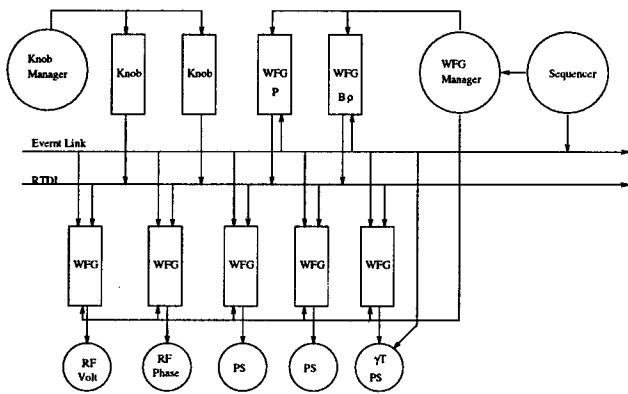 Knob
Manager
Knob
Knob
WFG
P
WFG
Bρ
WFG
Manager
Sequencer
Evernt Link
RTDL
WFG
WFG
WFG
WFG
WFG
RF
Volt
RF
Phase
PS
PS
γT
PS